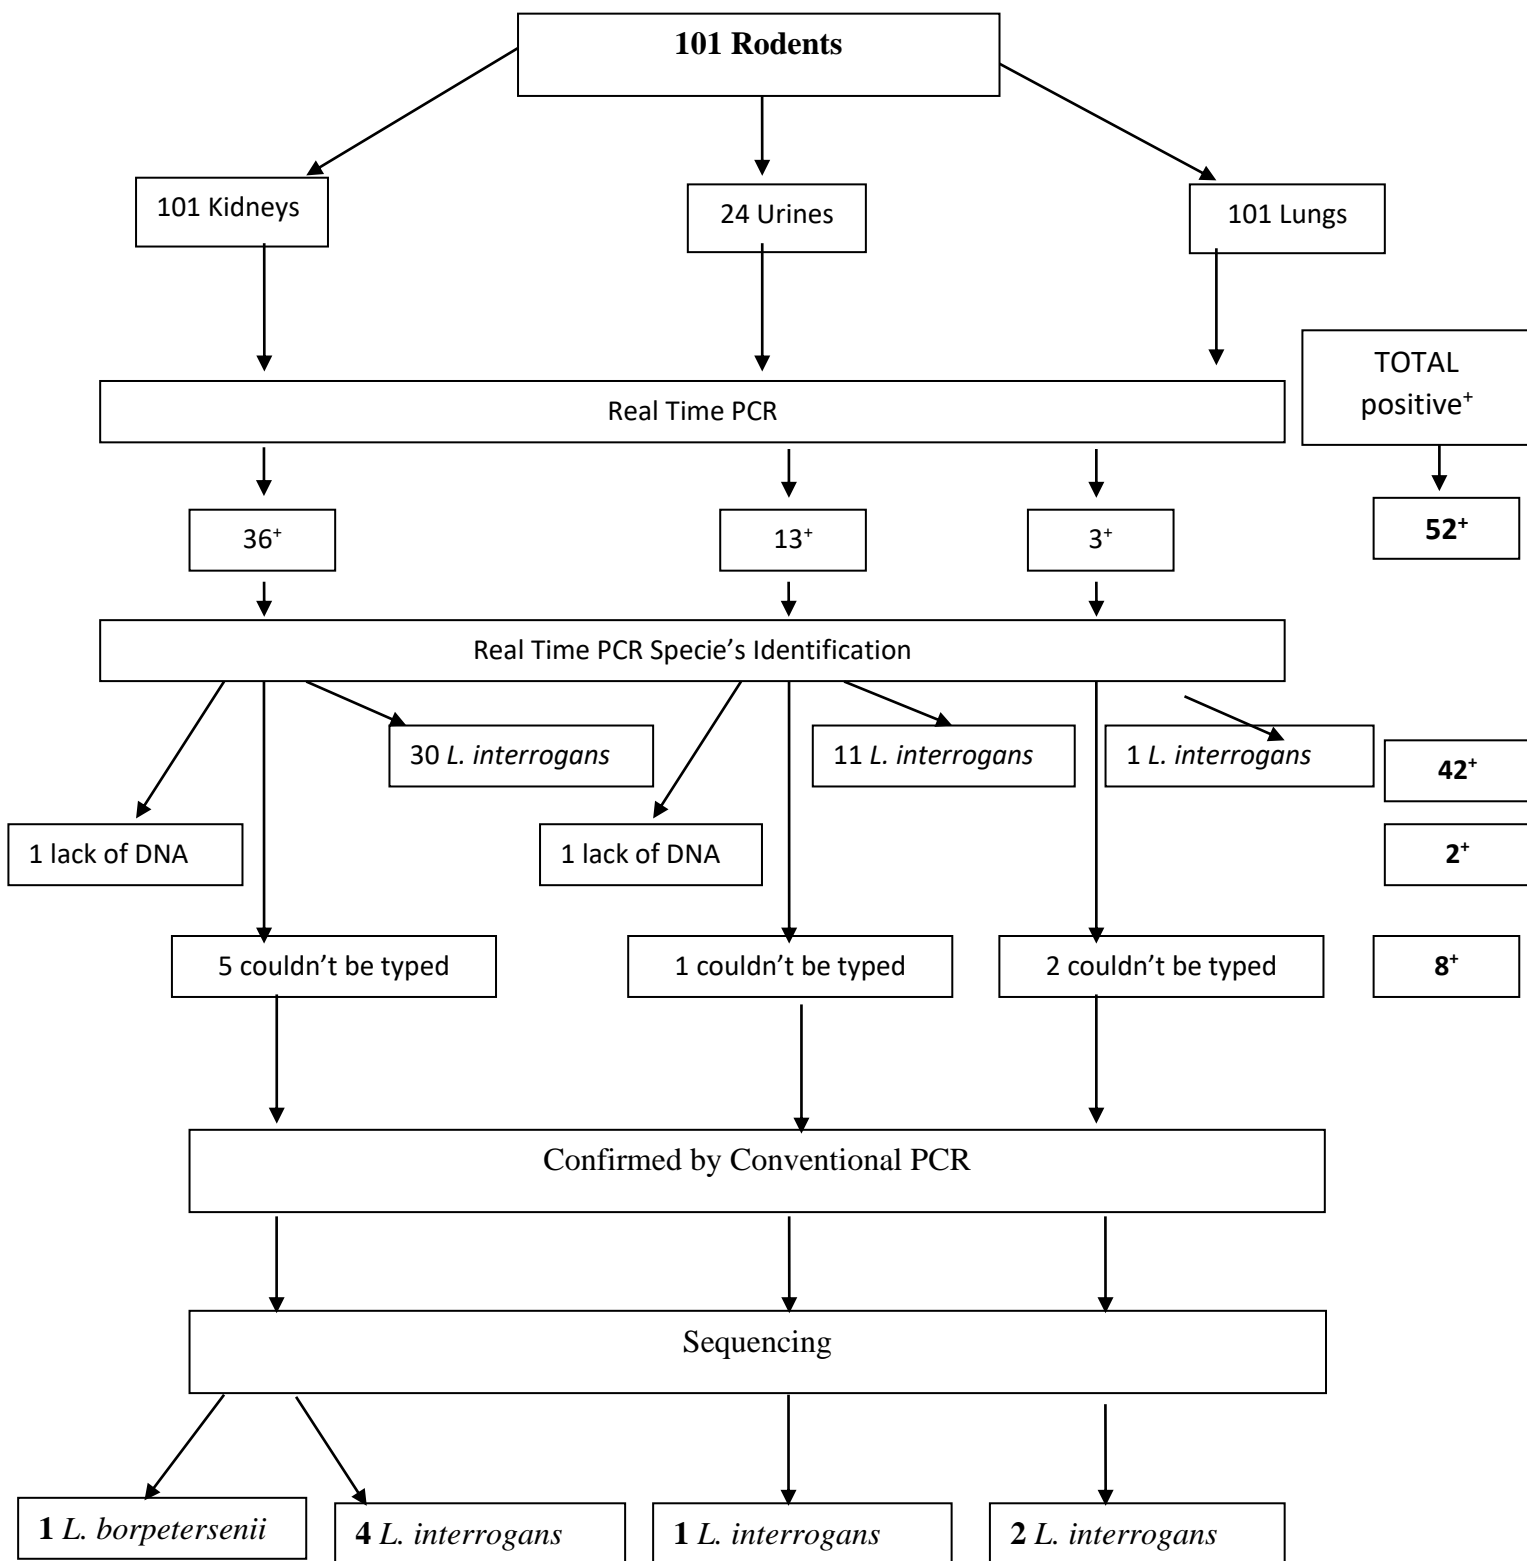 101 Rodents
101 Kidneys
24 Urines
101 Lungs
TOTAL
positive⁺
Real Time PCR
36⁺
13⁺
3⁺
52⁺
Real Time PCR Specie’s Identification
30 L. interrogans
11 L. interrogans
1 L. interrogans
42⁺
1 lack of DNA
1 lack of DNA
2⁺
5 couldn’t be typed
1 couldn’t be typed
2 couldn’t be typed
8⁺
Confirmed by Conventional PCR
Sequencing
1 L. borpetersenii
4 L. interrogans
1 L. interrogans
2 L. interrogans